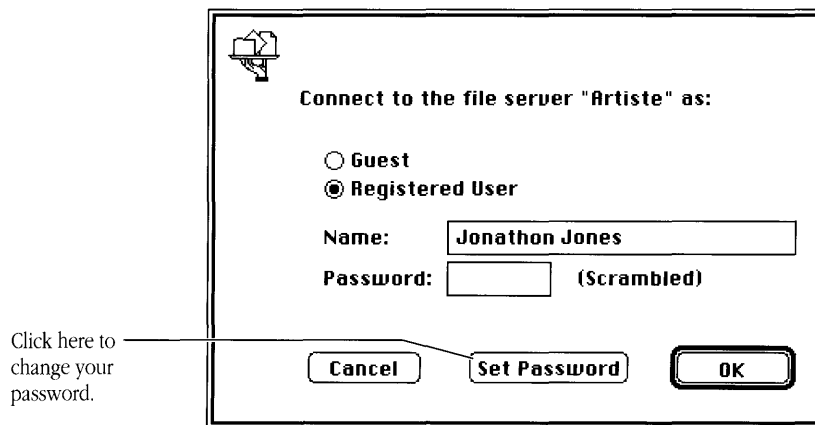 Connect to the file server "Artiste" as:
Guest
Registered User
Name: Jonathon Jones
Password: (Scrambled)
Click here to
change your
password.
Cancel Set Password OK